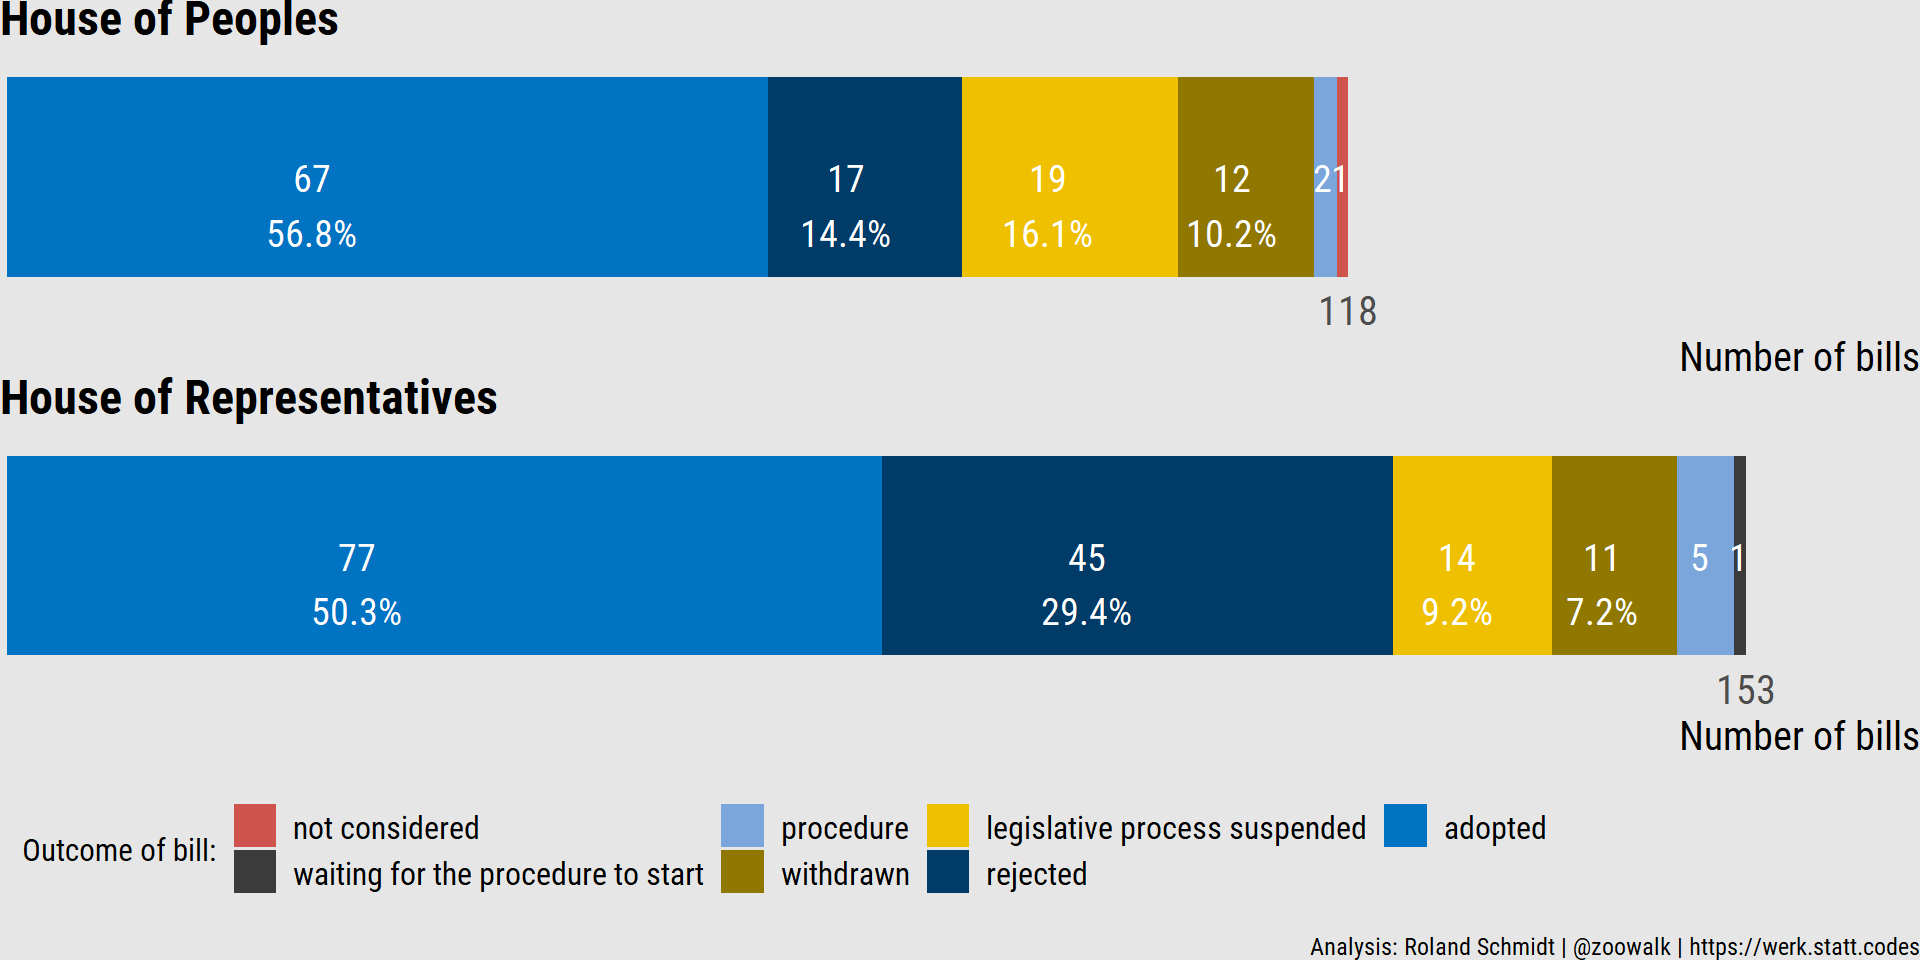 House of Peoples
67 17 19 12 2 1
56.8% 14.4% 16.1% 10.2%
118
Number of bills
House of Representatives
77 45 14 11 5 1
50.3% 29.4% 9.2% 7.2%
153
Number of bills
Outcome of bill:
not considered procedure legislative process suspended adopted
waiting for the procedure to start withdrawn rejected
Analysis: Roland Schmidt | @zoowalk | https://werk.statt.codes